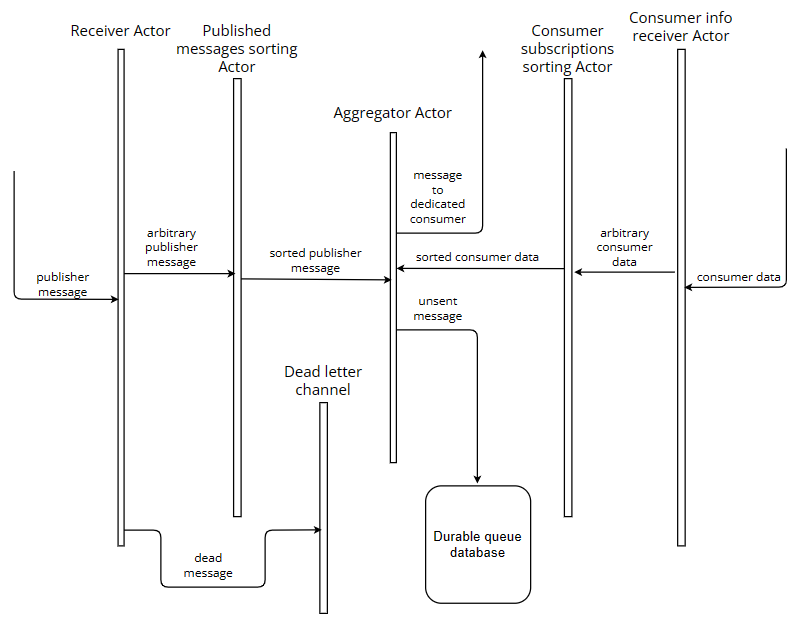 Receiver Actor
Published
messages sorting
Actor
Consumer
subscriptions
sorting Actor
Consumer info
receiver Actor
Aggregator Actor
message
to
dedicated
consumer
arbitrary
publisher
message
sorted publisher
message
sorted consumer data
arbitrary
consumer
data
consumer data
publisher
message
unsent
message
Dead letter
channel
Durable queue
database
dead
message